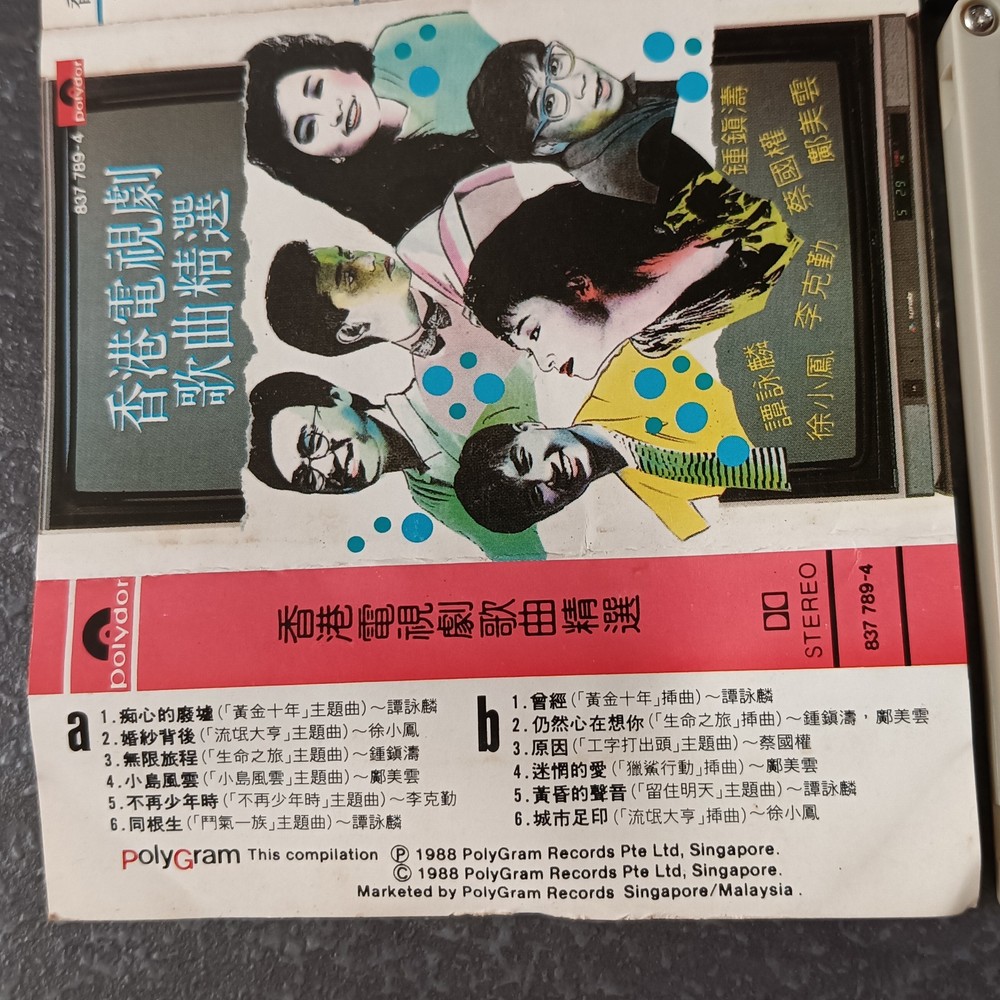 polydor
837 789-4
香港電視劇
歌曲精選
鍾鎮濤
蔡國權
鄺美雲
李克勤
譚詠麟
徐小鳳
5 29
polydor
香港電視劇歌曲精選
STEREO
837 789-4
a
1.痴心的廢墟(「黃金十年」主題曲)～譚詠麟
2.婚紗背後(「流氓大亨」主題曲)～徐小鳳
3.無限旅程(「生命之旅」主題曲)～鍾鎮濤
4.小島風雲(「小島風雲」主題曲)～鄺美雲
5.不再少年時(「不再少年時」主題曲)～李克勤
6.同根生(「鬥氣一族」主題曲)～譚詠麟
b
1.曾經(「黃金十年」挿曲)～譚詠麟
2.仍然心在想你(「生命之旅」挿曲)～鍾鎮濤，鄺美雲
3.原因(「工字打出頭」主題曲)～蔡國權
4.迷惘的愛(「獵鯊行動」挿曲)～鄺美雲
5.黃昏的聲音(「留住明天」主題曲)～譚詠麟
6.城市足印(「流氓大亨」挿曲)～徐小鳳
PolyGram This compilation Ⓟ 1988 PolyGram Records Pte Ltd, Singapore.
© 1988 PolyGram Records Pte Ltd, Singapore.
Marketed by PolyGram Records Singapore/Malaysia.